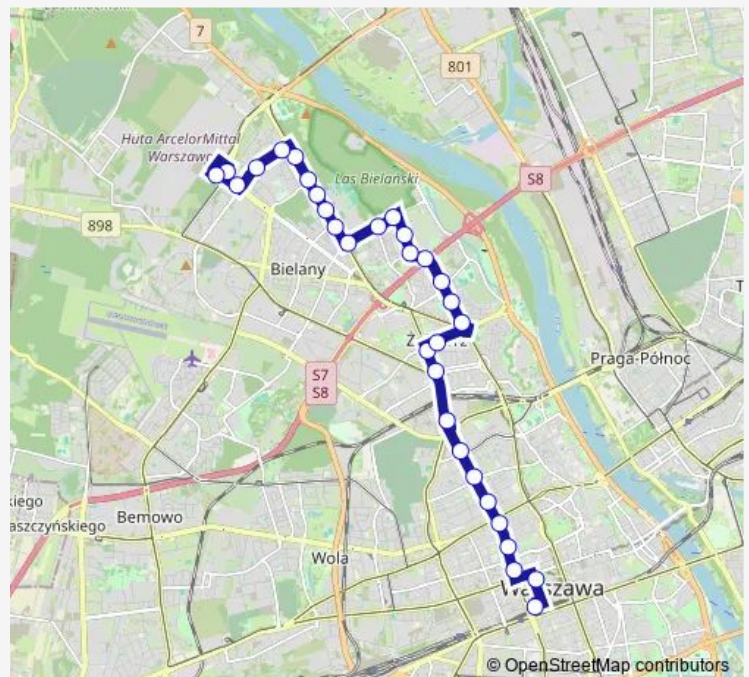 7
801
Huta ArcelorMittal
Warszawa
Las Bielański
S8
898
Bielany
Praga-Północ
S7
S8
kiego
aszczyńskiego
Bemowo
Wola
Warszawa
© OpenStreetMap contributors